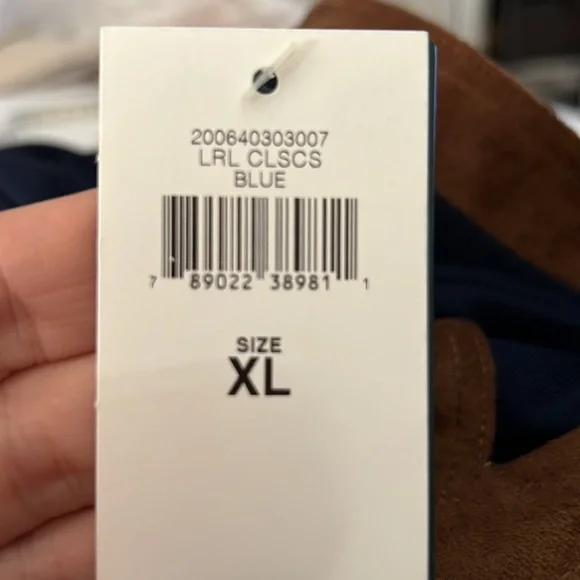 200640303007
LRL CLSCS
BLUE
7 89022 38981 1
SIZE
XL